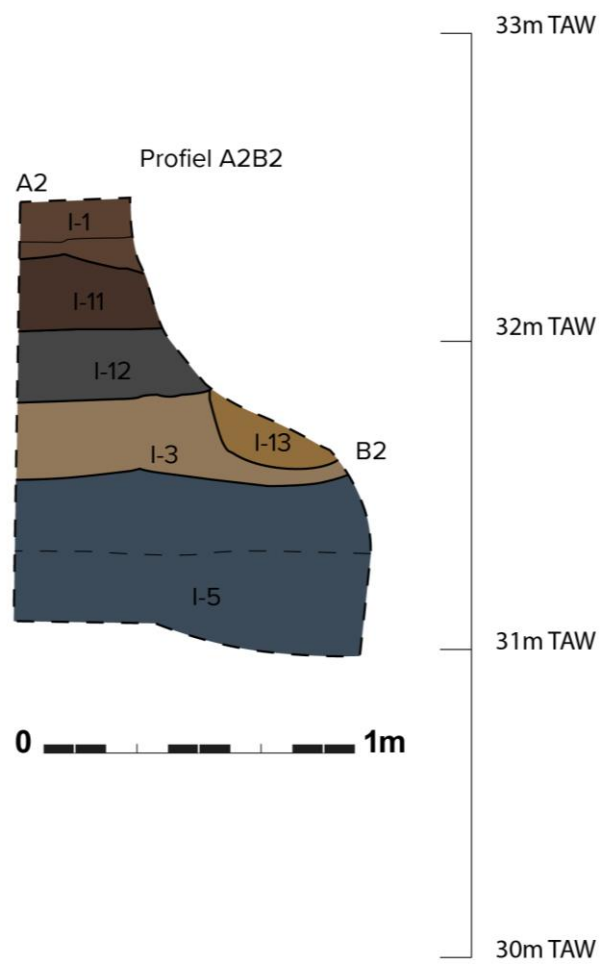 33m TAW
Profiel A2B2
A2
I-1
I-11
32m TAW
I-12
I-13
B2
I-3
I-5
31m TAW
0 1m
30m TAW